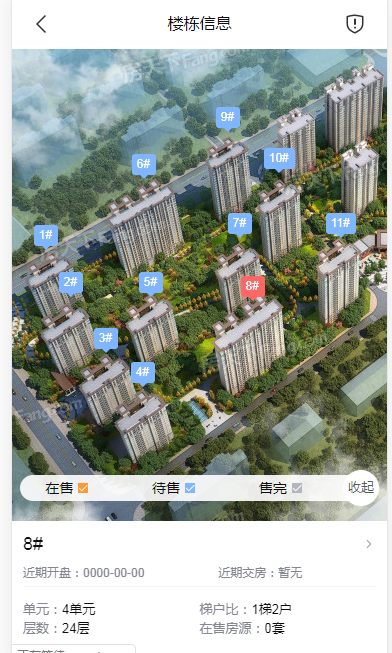 楼栋信息
9#
10#
6#
7#
11#
1#
2#
5#
8#
3#
4#
在售 待售 售完 收起
8#
近期开盘：0000-00-00 近期交房：暂无
单元：4单元 梯户比：1梯2户
层数：24层 在售房源：0套